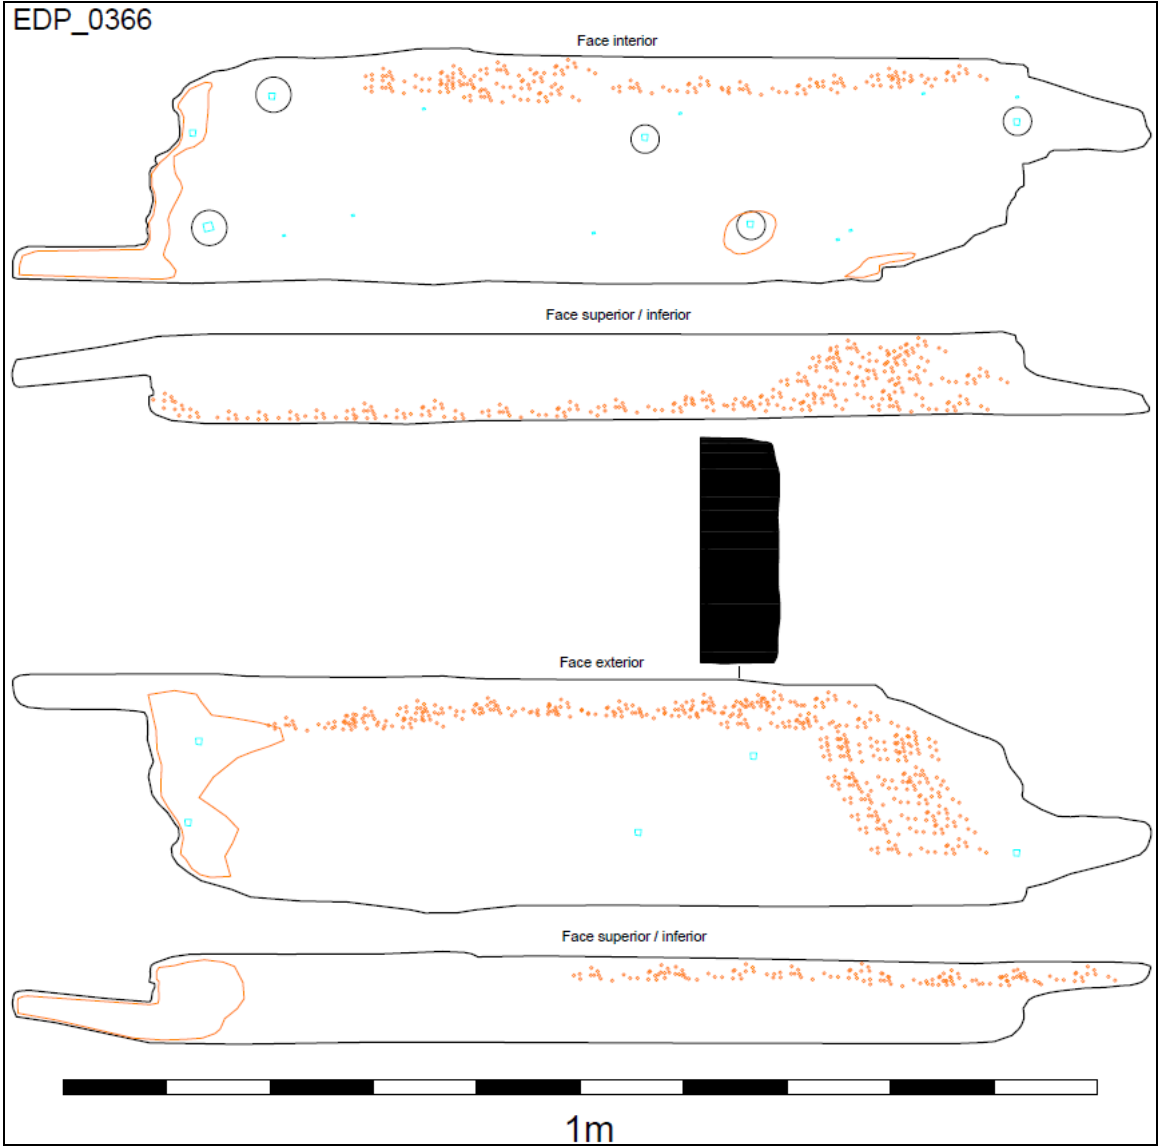 EDP_0366
Face interior
Face superior / inferior
Face exterior
Face superior / inferior
1m